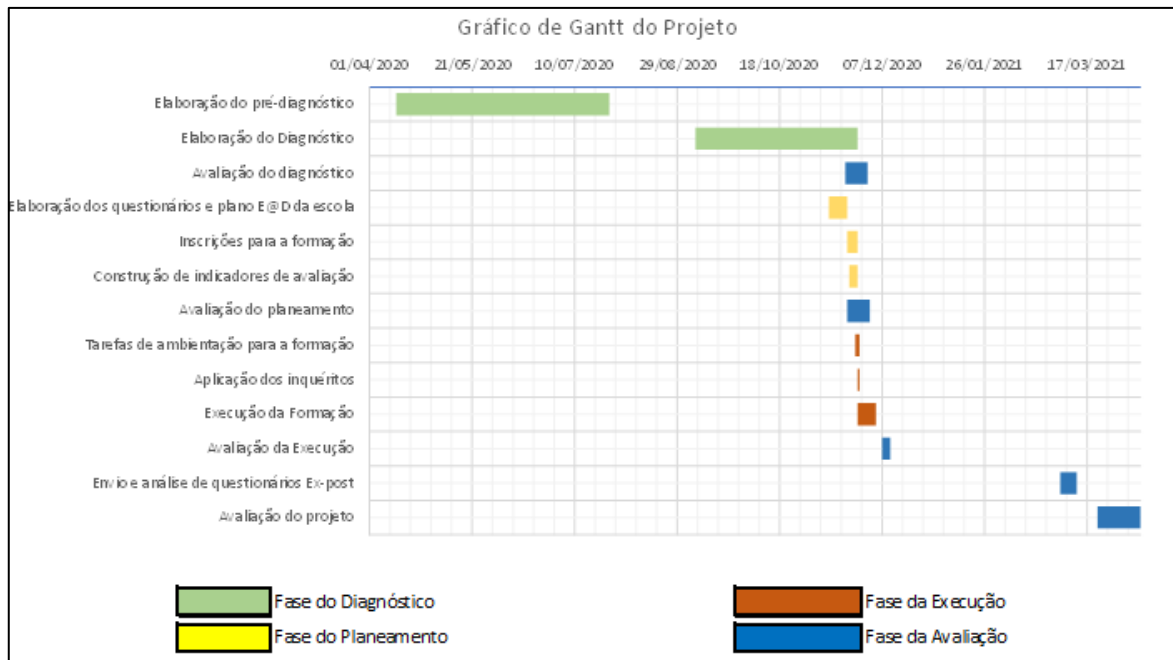 Gráfico de Gantt do Projeto
01/04/2020 21/05/2020 10/07/2020 29/08/2020 18/10/2020 07/12/2020 26/01/2021 17/03/2021
Elaboração do pré-diagnóstico
Elaboração do Diagnóstico
Avaliação do diagnóstico
Elaboração dos questionários e plano E@D da escola
Inscrições para a formação
Construção de indicadores de avaliação
Avaliação do planeamento
Tarefas de ambientação para a formação
Aplicação dos inquéritos
Execução da Formação
Avaliação da Execução
Envio e análise de questionários Ex-post
Avaliação do projeto
Fase do Diagnóstico Fase da Execução
Fase do Planeamento Fase da Avaliação